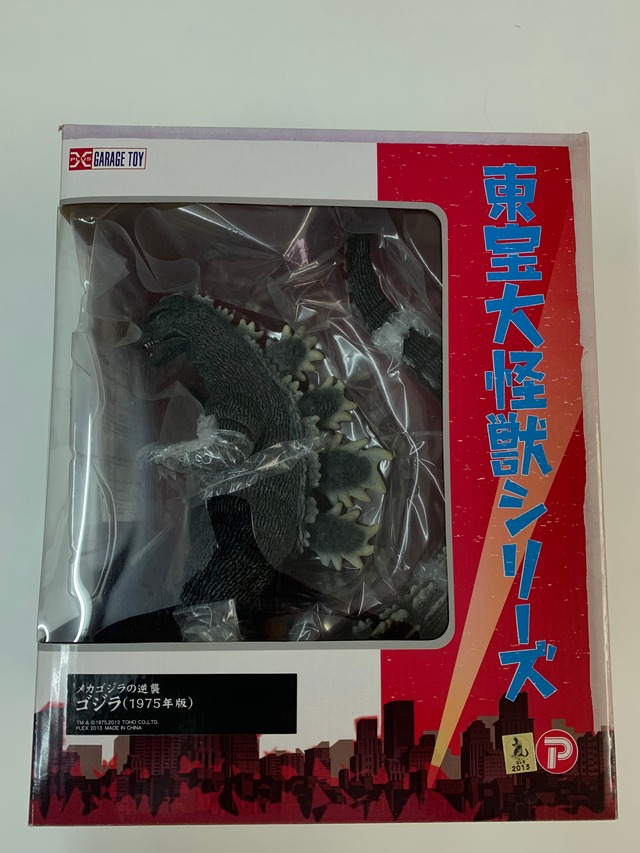 GARAGE TOY
東宝大怪獣シリーズ
メカゴジラの逆襲
ゴジラ(1975年版)
TM & ©1975,2013 TOHO CO.,LTD.
PLEX 2013 MADE IN CHINA
2013
P